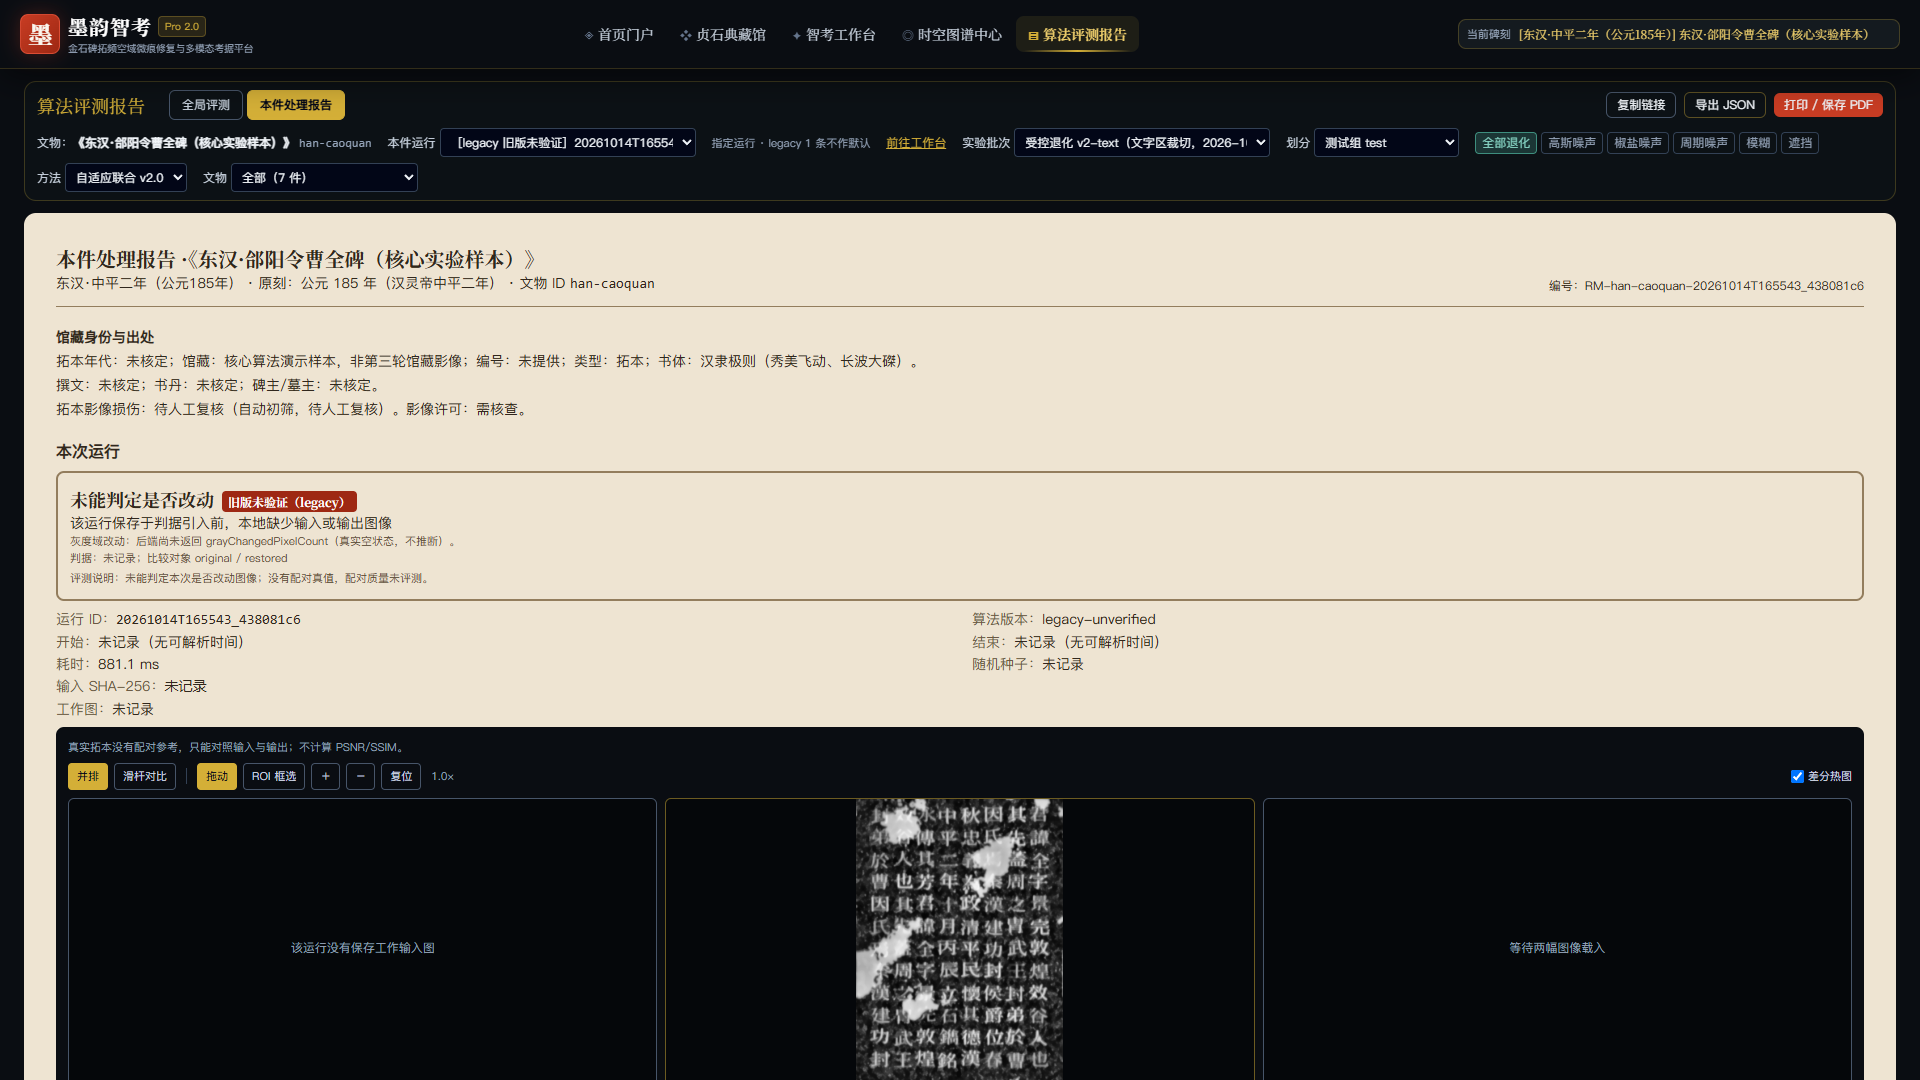 墨
墨韵智考 Pro 2.0
金石碑拓频空域微痕修复与多模态考据平台
首页门户
贞石典藏馆
智考工作台
时空图谱中心
算法评测报告
当前碑刻 [东汉·中平二年（公元185年）] 东汉·郃阳令曹全碑（核心实验样本）
算法评测报告 全局评测 本件处理报告
复制链接 导出 JSON 打印 / 保存 PDF
文物： 《东汉·郃阳令曹全碑（核心实验样本）》 han-caoquan 本件运行 [legacy 旧版未验证] 20261014T1655 指定运行 · legacy 1 条不作默认 前往工作台 实验批次 受控退化 v2-text（文字区裁切，2026-1 划分 测试组 test 全部退化 高斯噪声 椒盐噪声 周期噪声 模糊 遮挡
方法 自适应联合 v2.0 文物 全部（7 件）
本件处理报告 ·《东汉·郃阳令曹全碑（核心实验样本）》
东汉·中平二年（公元185年） · 原刻：公元 185 年（汉灵帝中平二年） · 文物 ID han-caoquan
编号：RM-han-caoquan-20261014T165543_438081c6
馆藏身份与出处
拓本年代：未核定；馆藏：核心算法演示样本，非第三轮馆藏影像；编号：未提供；类型：拓本；书体：汉隶极则（秀美飞动、长波大磔）。
撰文：未核定；书丹：未核定；碑主/墓主：未核定。
拓本影像损伤：待人工复核（自动初筛，待人工复核）。影像许可：需核查。
本次运行
未能判定是否改动 旧版未验证（legacy）
该运行保存于判据引入前，本地缺少输入或输出图像
灰度域改动：后端尚未返回 grayChangedPixelCount（真实空状态，不推断）。
判据：未记录；比较对象 original / restored
评测说明：未能判定本次是否改动图像；没有配对真值，配对质量未评测。
运行 ID：20261014T165543_438081c6
算法版本：legacy-unverified
开始：未记录（无可解析时间）
结束：未记录（无可解析时间）
耗时：881.1 ms
随机种子：未记录
输入 SHA-256：未记录
工作图：未记录
真实拓本没有配对参考，只能对照输入与输出；不计算 PSNR/SSIM。
并排 滑杆对比 拖动 ROI 框选 + − 复位 1.0×
差分热图
该运行没有保存工作输入图
等待两幅图像载入